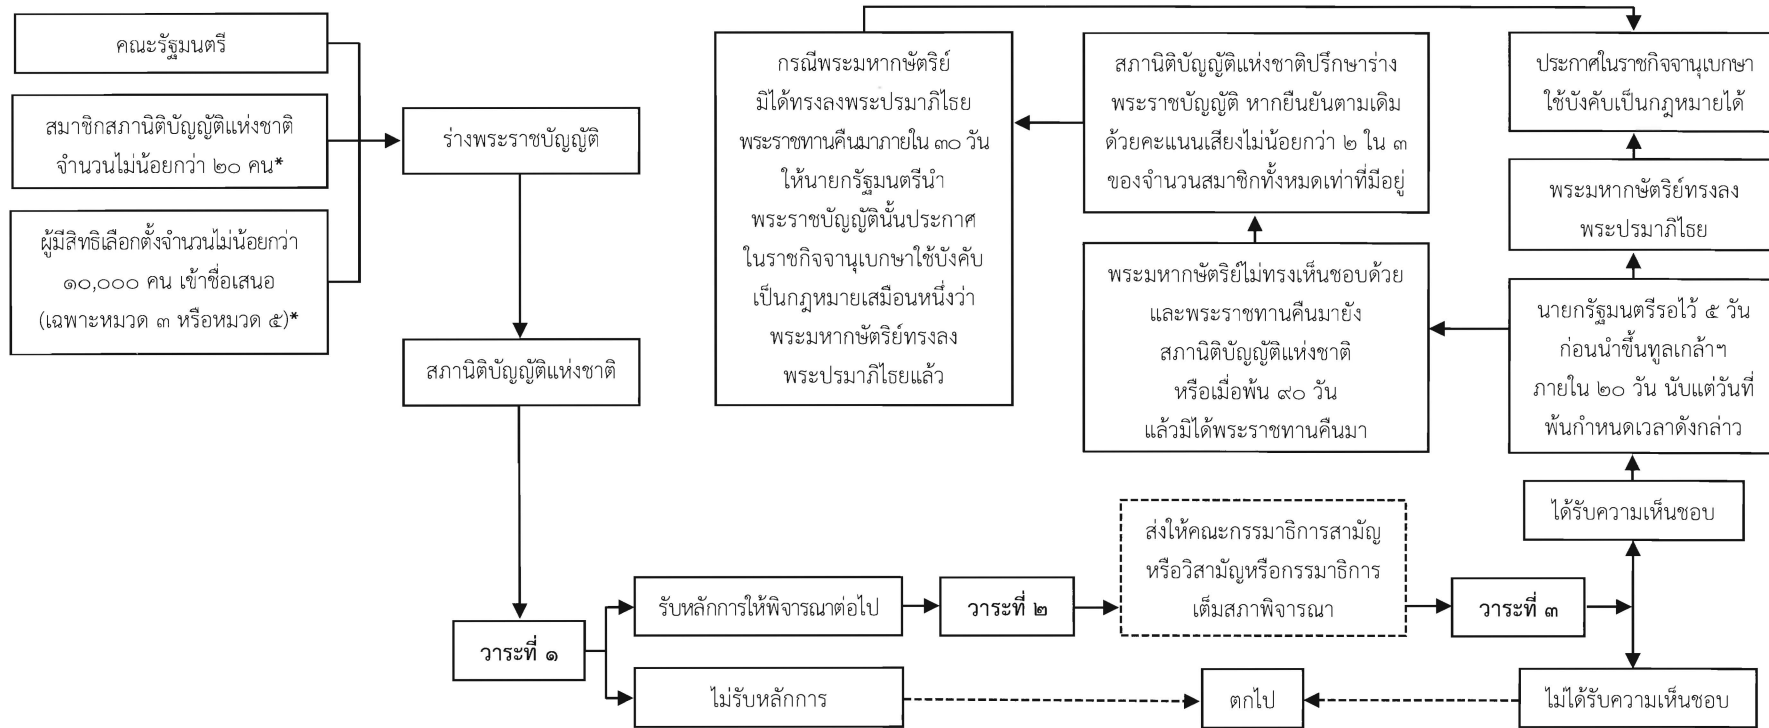 คณะรัฐมนตรี
สมาชิกสภานิติบัญญัติแห่งชาติ
จำนวนไม่น้อยกว่า ๒๐ คน*
ผู้มีสิทธิเลือกตั้งจำนวนไม่น้อยกว่า
๑๐,๐๐๐ คน เข้าชื่อเสนอ
(เฉพาะหมวด ๓ หรือหมวด ๕)*
ร่างพระราชบัญญัติ
สภานิติบัญญัติแห่งชาติ
วาระที่ ๑
รับหลักการให้พิจารณาต่อไป
ไม่รับหลักการ
วาระที่ ๒
ส่งให้คณะกรรมาธิการสามัญ
หรือวิสามัญหรือกรรมาธิการ
เต็มสภาพิจารณา
วาระที่ ๓
ตกไป
ไม่ได้รับความเห็นชอบ
ได้รับความเห็นชอบ
นายกรัฐมนตรีรอไว้ ๕ วัน
ก่อนนำขึ้นทูลเกล้าฯ
ภายใน ๒๐ วัน นับแต่วันที่
พ้นกำหนดเวลาดังกล่าว
พระมหากษัตริย์ทรงลง
พระปรมาภิไธย
ประกาศในราชกิจจานุเบกษา
ใช้บังคับเป็นกฎหมายได้
พระมหากษัตริย์ไม่ทรงเห็นชอบด้วย
และพระราชทานคืนมายัง
สภานิติบัญญัติแห่งชาติ
หรือเมื่อพ้น ๙๐ วัน
แล้วมิได้พระราชทานคืนมา
สภานิติบัญญัติแห่งชาติปรึกษาร่าง
พระราชบัญญัติ หากยืนยันตามเดิม
ด้วยคะแนนเสียงไม่น้อยกว่า ๒ ใน ๓
ของจำนวนสมาชิกทั้งหมดเท่าที่มีอยู่
กรณีพระมหากษัตริย์
มิได้ทรงลงพระปรมาภิไธย
พระราชทานคืนมาภายใน ๓๐ วัน
ให้นายกรัฐมนตรีนำ
พระราชบัญญัตินั้นประกาศ
ในราชกิจจานุเบกษาใช้บังคับ
เป็นกฎหมายเสมือนหนึ่งว่า
พระมหากษัตริย์ทรงลง
พระปรมาภิไธยแล้ว